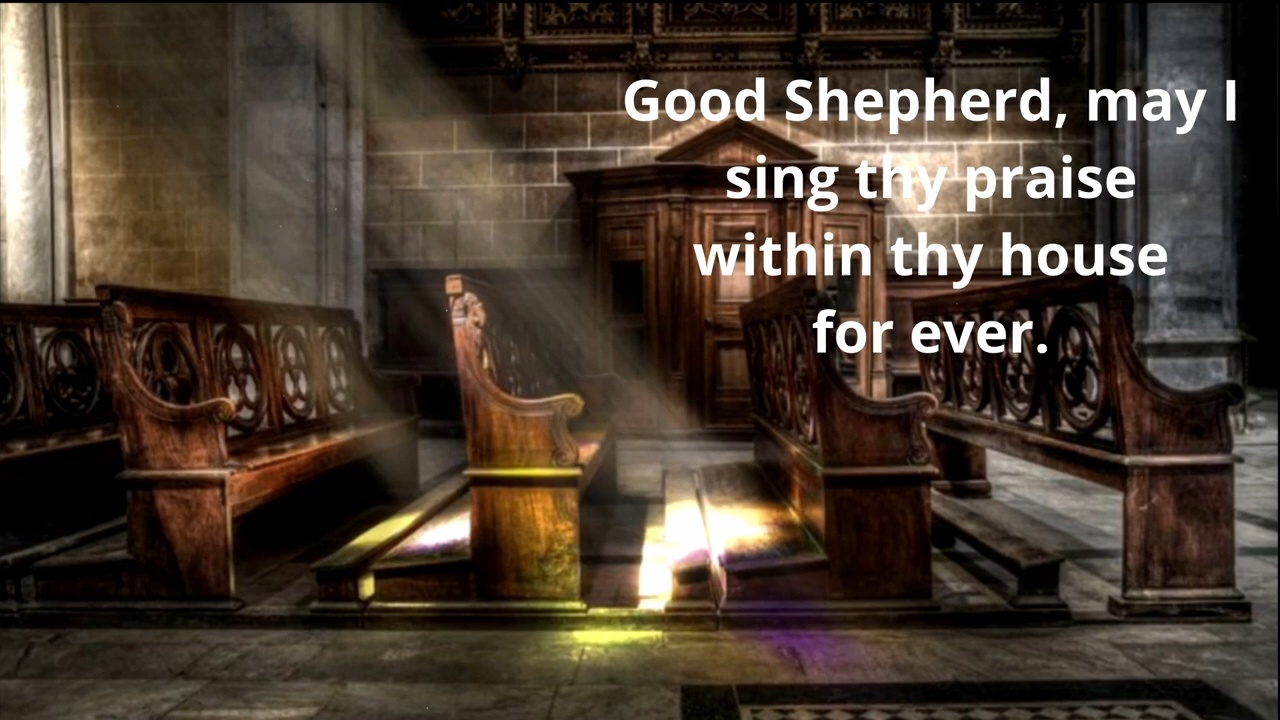 Good Shepherd, may I
sing thy praise
within thy house
for ever.